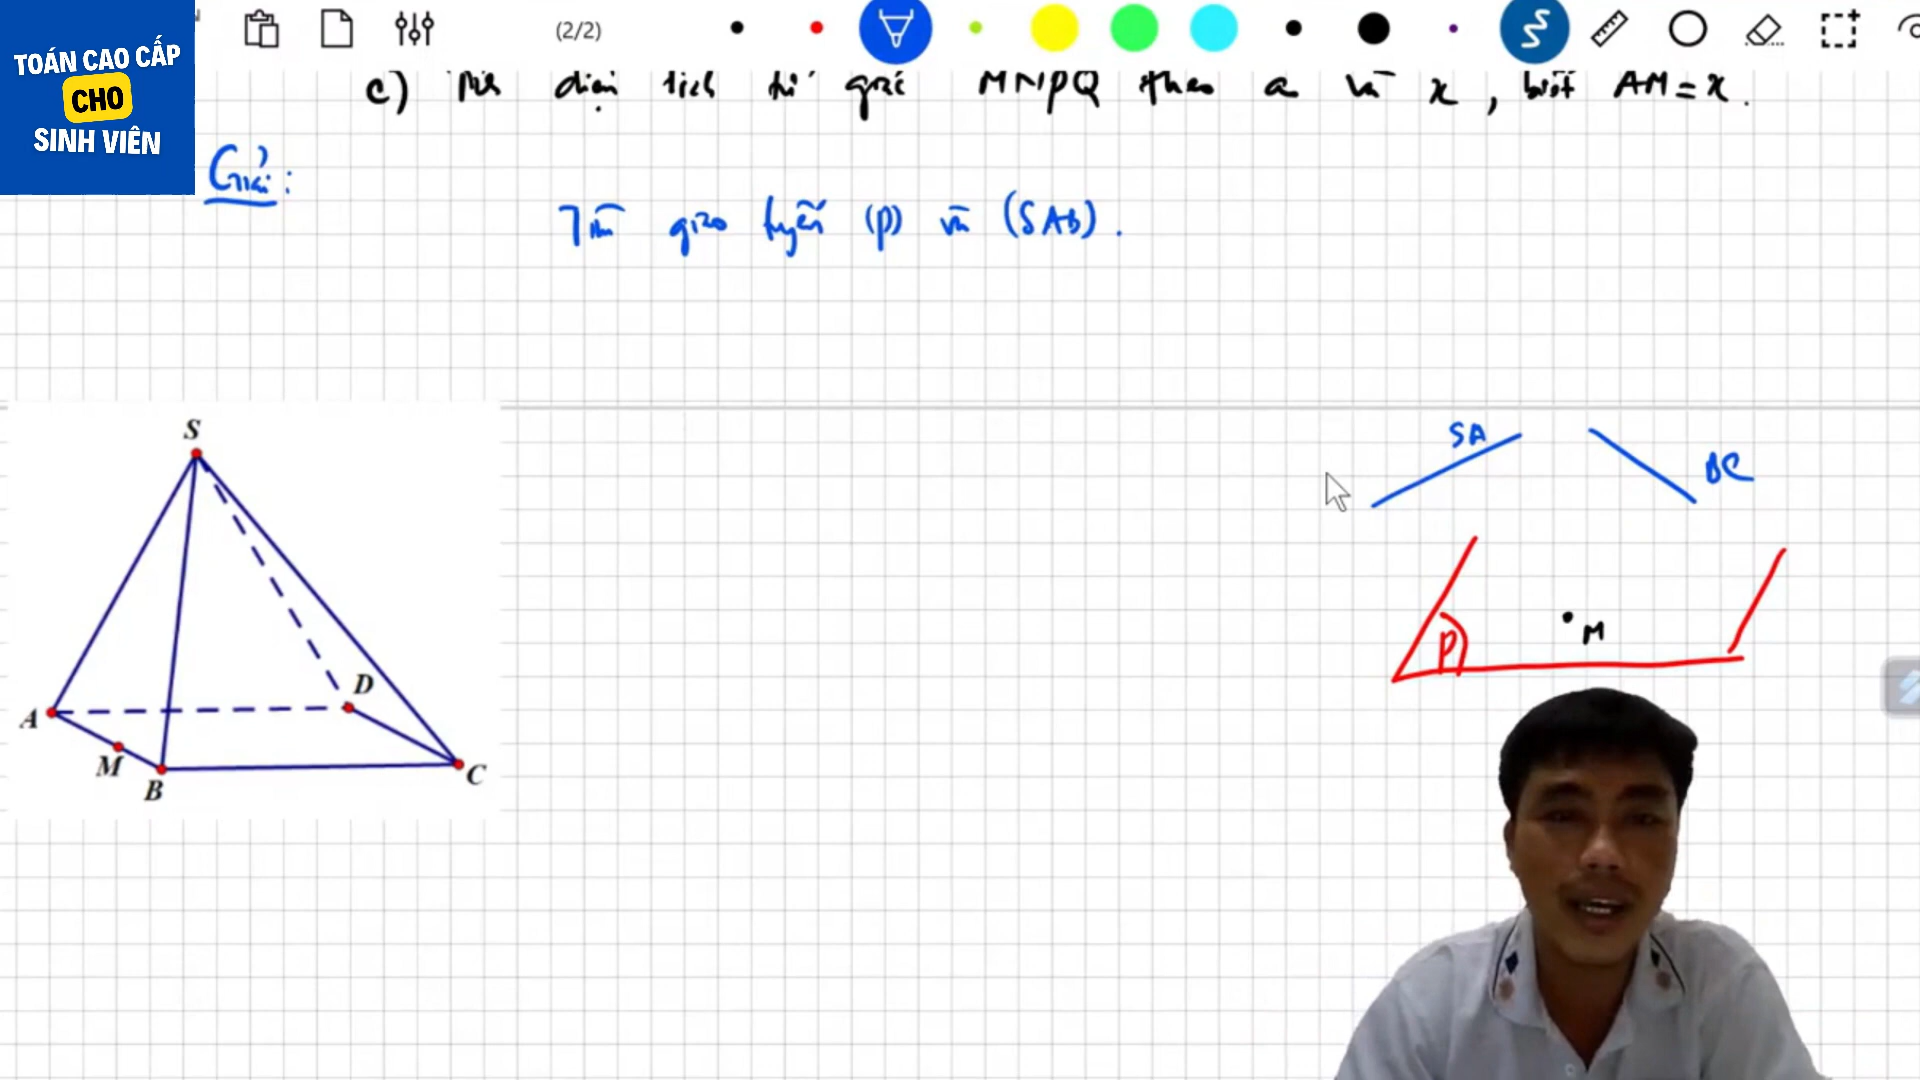 TOÁN CAO CẤP
CHO
SINH VIÊN
(2/2)
c) Tính diện tích tứ giác MNPQ theo a và x, biết AM = x.
Giải:
Tìm giao tuyến (P) và (SAB).
S
A
M
B
D
C
SA
BC
P)
M